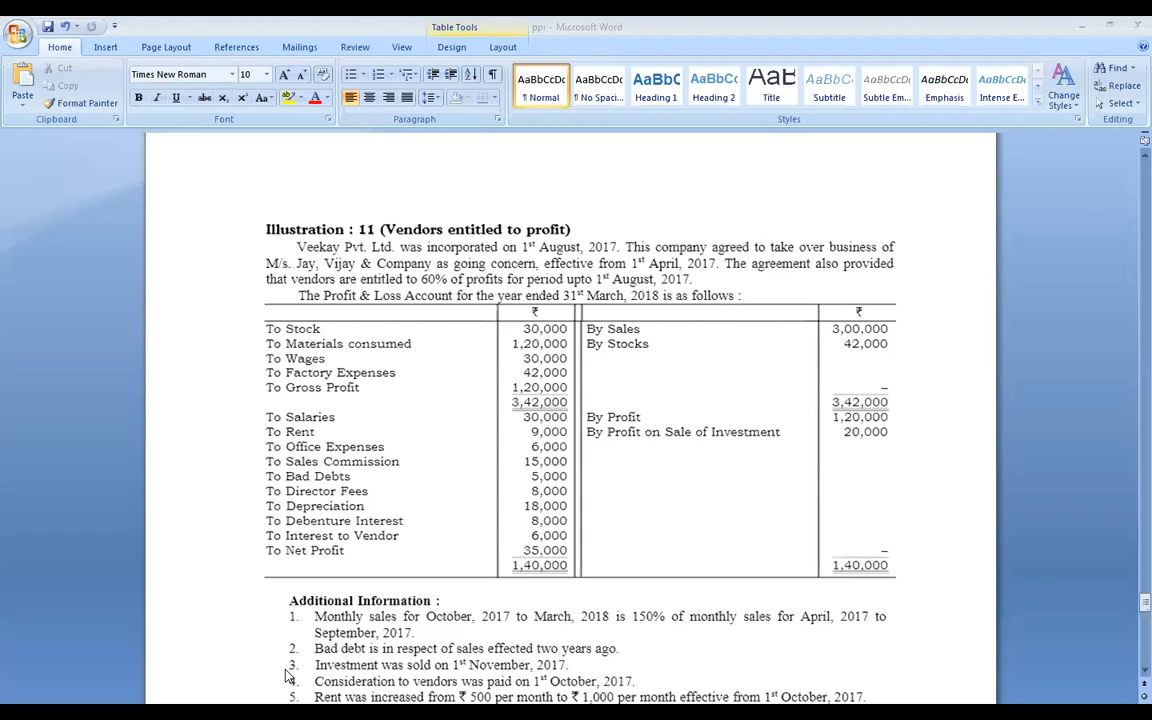 Table Tools
ppi - Microsoft Word
Home Insert Page Layout References Mailings Review View Design Layout
Paste
Cut
Copy
Format Painter
Clipboard
Times New Roman 10
Font
Paragraph
AaBbCcDc AaBbCcDc AaBbC AaBbCc AaB AaBbCc. AaBbCcDc AaBbCcDc AaBbCcDc
¶ Normal ¶ No Spaci... Heading 1 Heading 2 Title Subtitle Subtle Em... Emphasis Intense E...
Change Styles
Styles
Find
Replace
Select
Editing
Illustration : 11 (Vendors entitled to profit)
Veekay Pvt. Ltd. was incorporated on 1st August, 2017. This company agreed to take over business of
M/s. Jay, Vijay & Company as going concern, effective from 1st April, 2017. The agreement also provided
that vendors are entitled to 60% of profits for period upto 1st August, 2017.
The Profit & Loss Account for the year ended 31st March, 2018 is as follows :
₹ ₹
To Stock 30,000 By Sales 3,00,000
To Materials consumed 1,20,000 By Stocks 42,000
To Wages 30,000
To Factory Expenses 42,000
To Gross Profit 1,20,000 –
3,42,000 3,42,000
To Salaries 30,000 By Profit 1,20,000
To Rent 9,000 By Profit on Sale of Investment 20,000
To Office Expenses 6,000
To Sales Commission 15,000
To Bad Debts 5,000
To Director Fees 8,000
To Depreciation 18,000
To Debenture Interest 8,000
To Interest to Vendor 6,000
To Net Profit 35,000 –
1,40,000 1,40,000
Additional Information :
1. Monthly sales for October, 2017 to March, 2018 is 150% of monthly sales for April, 2017 to
September, 2017.
2. Bad debt is in respect of sales effected two years ago.
3. Investment was sold on 1st November, 2017.
4. Consideration to vendors was paid on 1st October, 2017.
5. Rent was increased from ₹ 500 per month to ₹ 1,000 per month effective from 1st October, 2017.